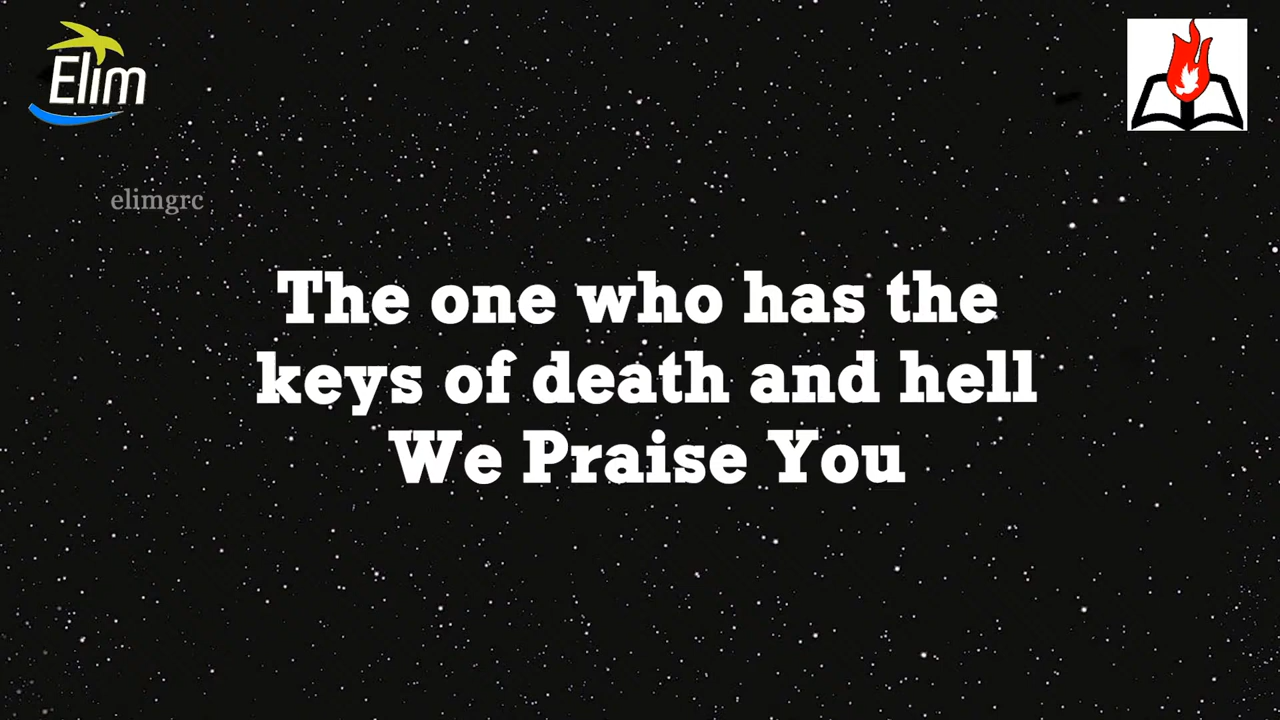 Elim
elimgrc
The one who has the
keys of death and hell
We Praise You